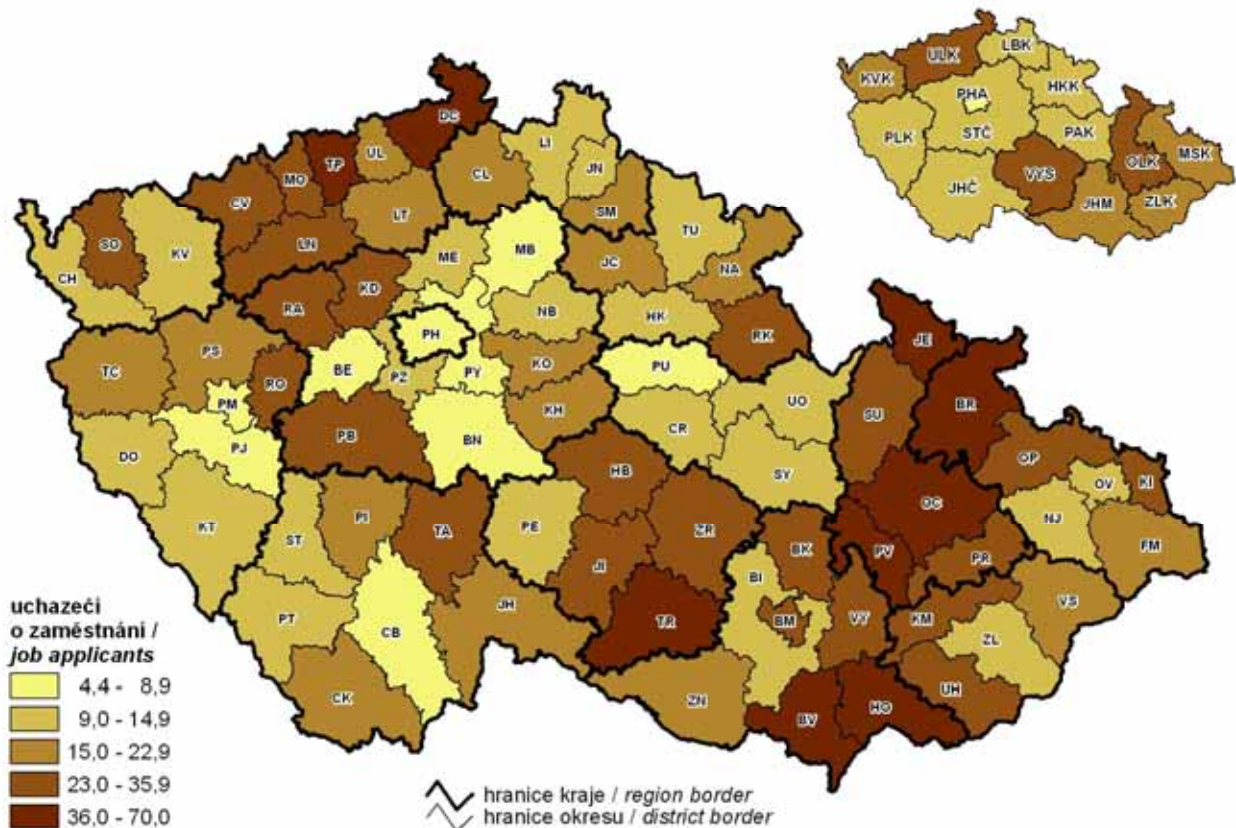 DC
LBK
ULK
KVK
HKK
PHA
PLK
STČ
PAK
OLK
MSK
VYS
JHČ
JHM
ZLK
TP
UL
LI
JN
MO
CL
CV
LT
SM
TU
SO
KV
LN
ME
MB
JC
NA
CH
RA
KD
NB
HK
RK
PH
TC
PS
RO
BE
PZ
PY
KO
PU
JE
PM
KH
UO
SU
BR
DO
PJ
PB
BN
CR
SY
OP
HB
OV
KI
KT
ST
PI
TA
PE
ZR
OC
NJ
FM
JI
BK
PV
PR
PT
CB
JH
TR
BI
BM
VY
KM
VS
ZL
CK
ZN
BV
HO
UH
uchazeči
o zaměstnání /
job applicants
4,4 - 8,9
9,0 - 14,9
15,0 - 22,9
23,0 - 35,9
36,0 - 70,0
hranice kraje / region border
hranice okresu / district border